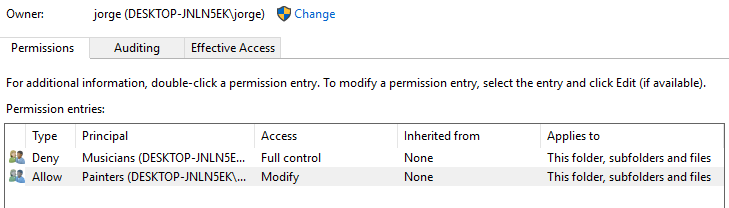 Owner: jorge (DESKTOP-JNLN5EK\jorge) Change
Permissions Auditing Effective Access
For additional information, double-click a permission entry. To modify a permission entry, select the entry and click Edit (if available).
Permission entries:
Type Principal Access Inherited from Applies to
Deny Musicians (DESKTOP-JNLN5E... Full control None This folder, subfolders and files
Allow Painters (DESKTOP-JNLN5EK\... Modify None This folder, subfolders and files